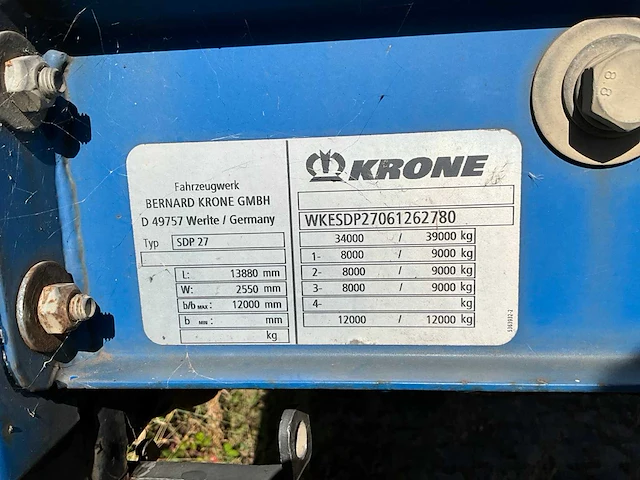 Fahrzeugwerk
BERNARD KRONE GMBH
D 49757 Werlte / Germany
Typ SDP 27
L: 13880 mm
W: 2550 mm
b/b MAX: 12000 mm
b MIN: mm
kg
KRONE
WKESDP27061262780
34000 / 39000 kg
1- 8000 / 9000 kg
2- 8000 / 9000 kg
3- 8000 / 9000 kg
4- kg
12000 / 12000 kg
8.8